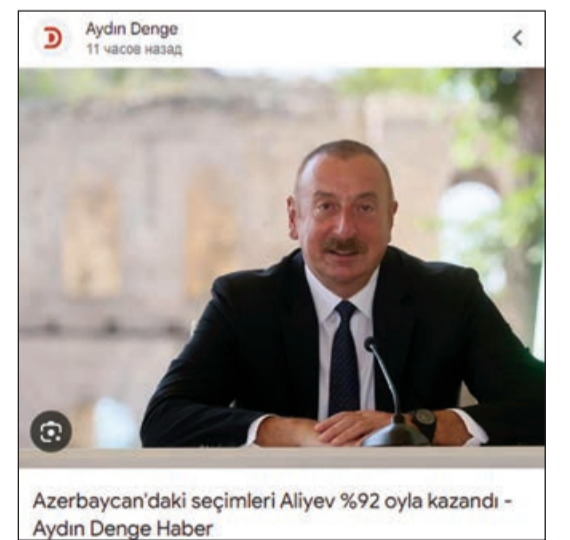 Aydın Denge
11 часов назад
Azerbaycan'daki seçimleri Aliyev %92 oyla kazandı -
Aydın Denge Haber